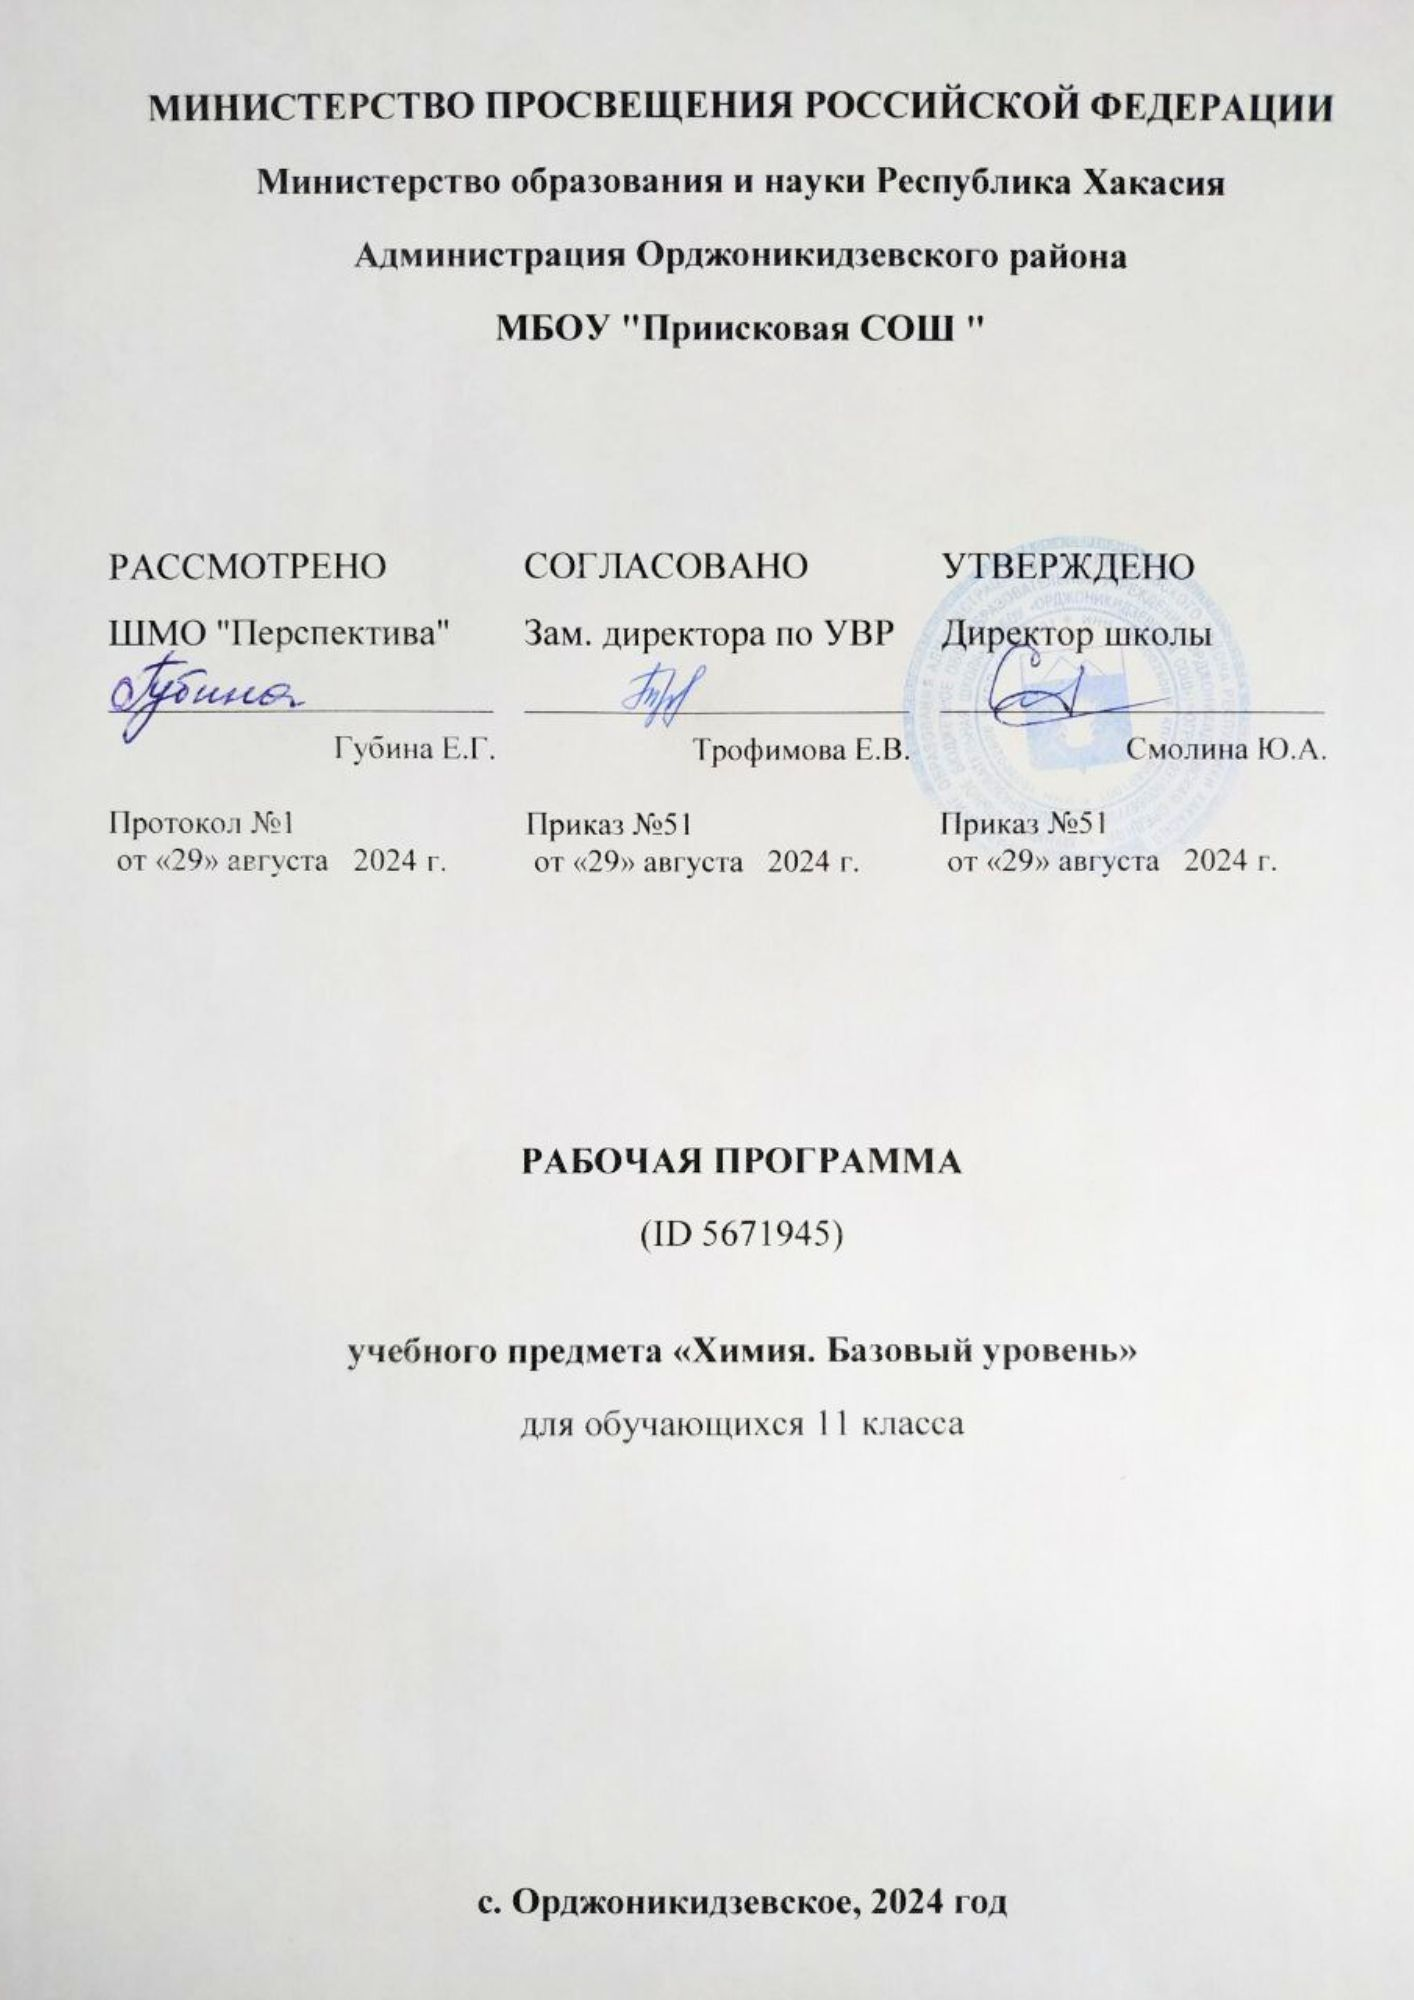 МИНИСТЕРСТВО ПРОСВЕЩЕНИЯ РОССИЙСКОЙ ФЕДЕРАЦИИ
Министерство образования и науки Республика Хакасия
Администрация Орджоникидзевского района
МБОУ "Приисковая СОШ "
РАССМОТРЕНО
ШМО "Перспектива"
Губина
Губина Е.Г.
Протокол №1
от «29» августа 2024 г.
СОГЛАСОВАНО
Зам. директора по УВР
Трофимова Е.В.
Приказ №51
от «29» августа 2024 г.
УТВЕРЖДЕНО
Директор школы
Смолина Ю.А.
Приказ №51
от «29» августа 2024 г.
РАБОЧАЯ ПРОГРАММА
(ID 5671945)
учебного предмета «Химия. Базовый уровень»
для обучающихся 11 класса
с. Орджоникидзевское, 2024 год